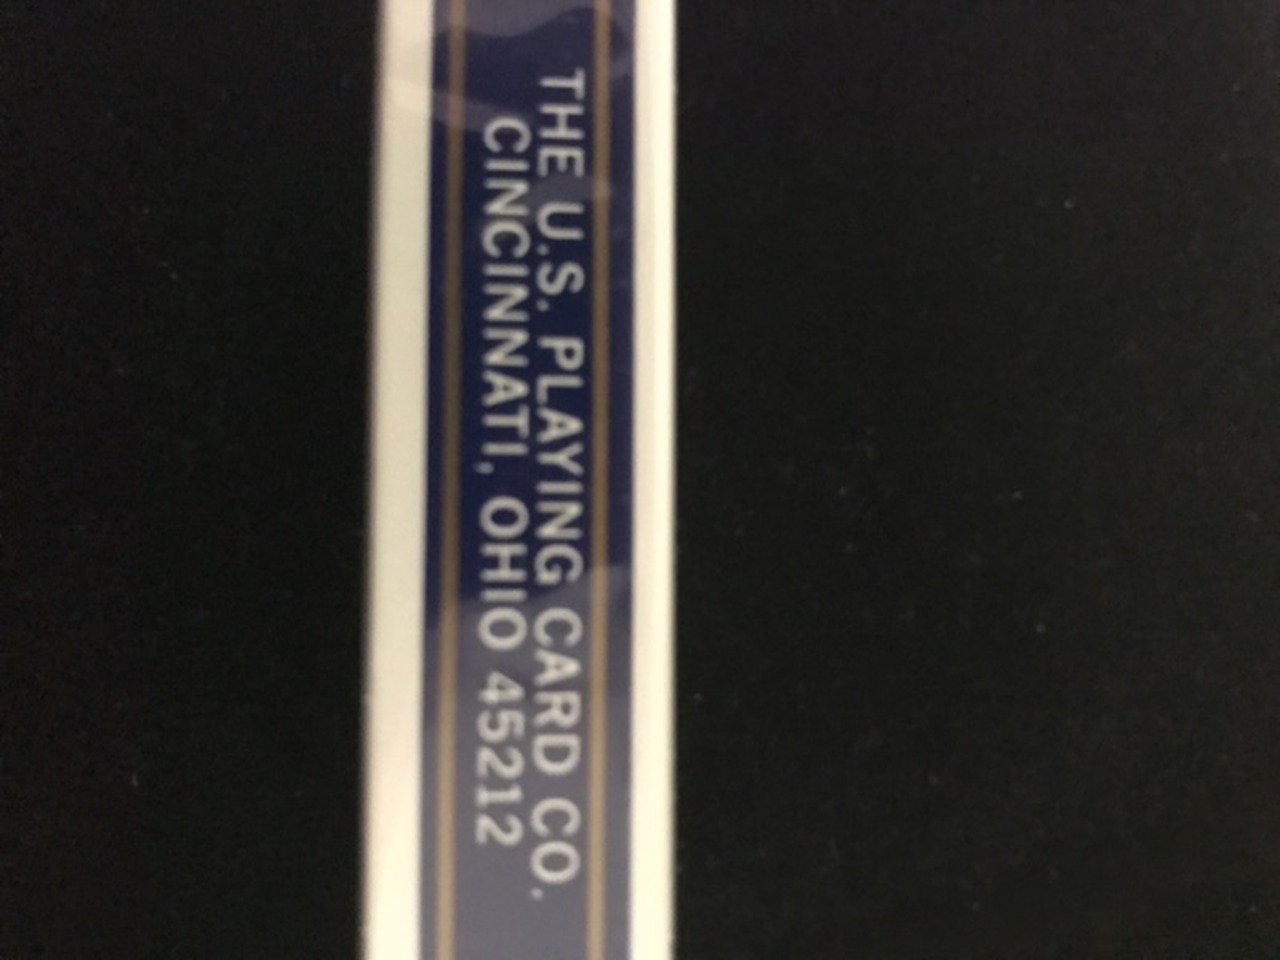 THE U.S. PLAYING CARD CO.
CINCINNATI, OHIO 45212